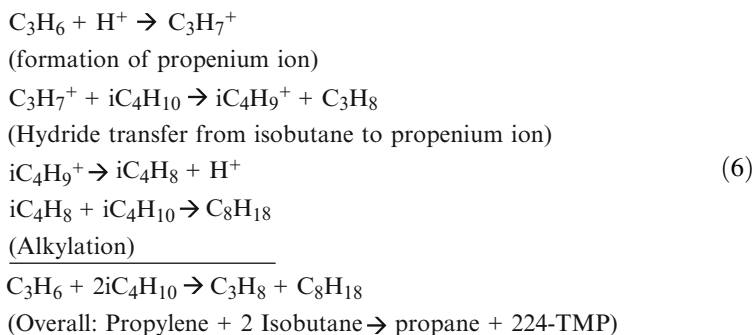 C₃H₆ + H⁺ → C₃H₇⁺
(formation of propenium ion)
C₃H₇⁺ + iC₄H₁₀ → iC₄H₉⁺ + C₃H₈
(Hydride transfer from isobutane to propenium ion)
iC₄H₉⁺ → iC₄H₈ + H⁺
(6)
iC₄H₈ + iC₄H₁₀ → C₈H₁₈
(Alkylation)
C₃H₆ + 2iC₄H₁₀ → C₃H₈ + C₈H₁₈
(Overall: Propylene + 2 Isobutane → propane + 224-TMP)